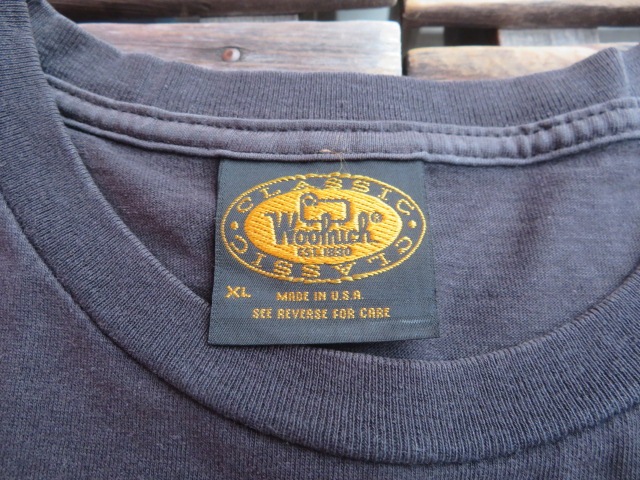 · CLASSIC ·
Woolrich®
EST. 1830
CLASSIC
XL
MADE IN U.S.A.
SEE REVERSE FOR CARE